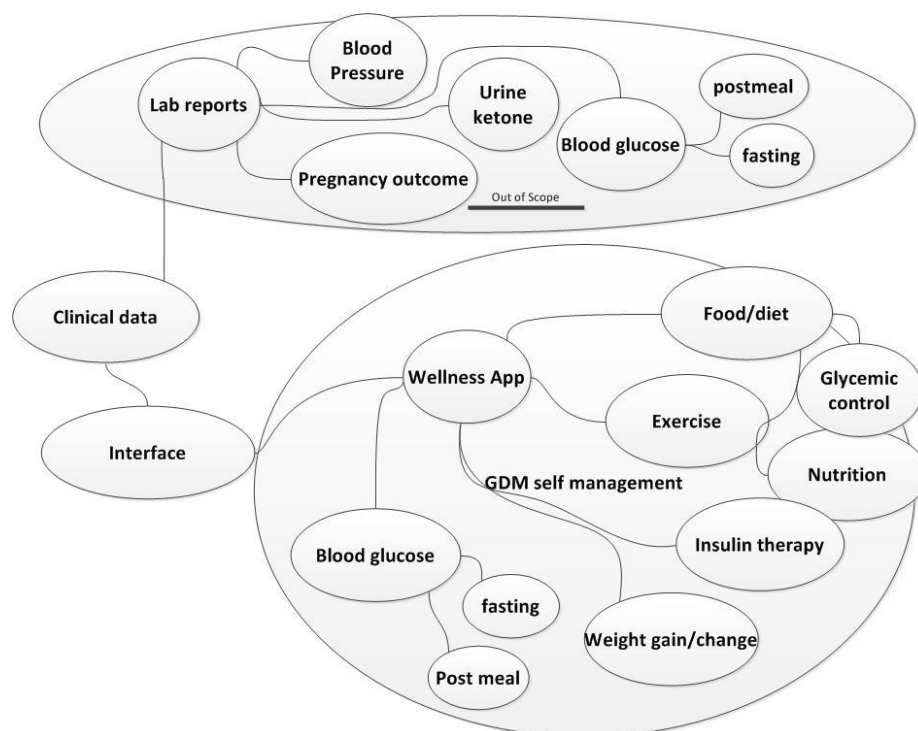 Blood
Pressure
Lab reports
Urine
ketone
postmeal
Blood glucose
fasting
Pregnancy outcome
Out of Scope
Clinical data
Food/diet
Wellness App
Glycemic
control
Exercise
Interface
Nutrition
GDM self management
Insulin therapy
Blood glucose
fasting
Weight gain/change
Post meal